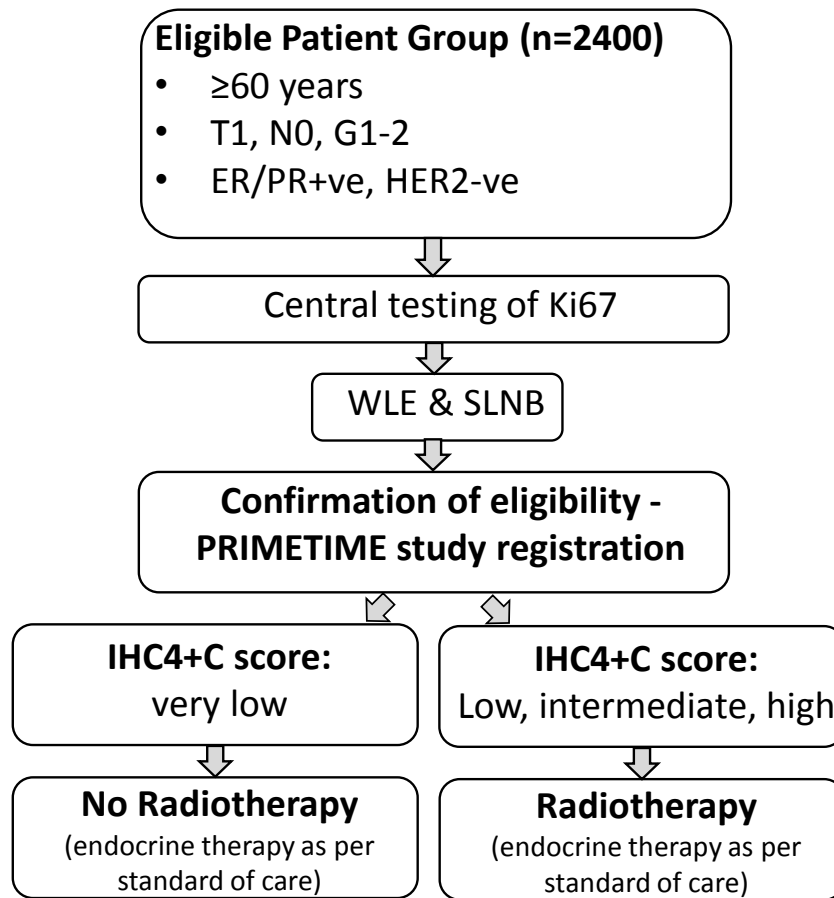 Eligible Patient Group (n=2400)
• ≥60 years
• T1, N0, G1-2
• ER/PR+ve, HER2-ve
Central testing of Ki67
WLE & SLNB
Confirmation of eligibility -
PRIMETIME study registration
IHC4+C score:
very low
IHC4+C score:
Low, intermediate, high
No Radiotherapy
(endocrine therapy as per
standard of care)
Radiotherapy
(endocrine therapy as per
standard of care)